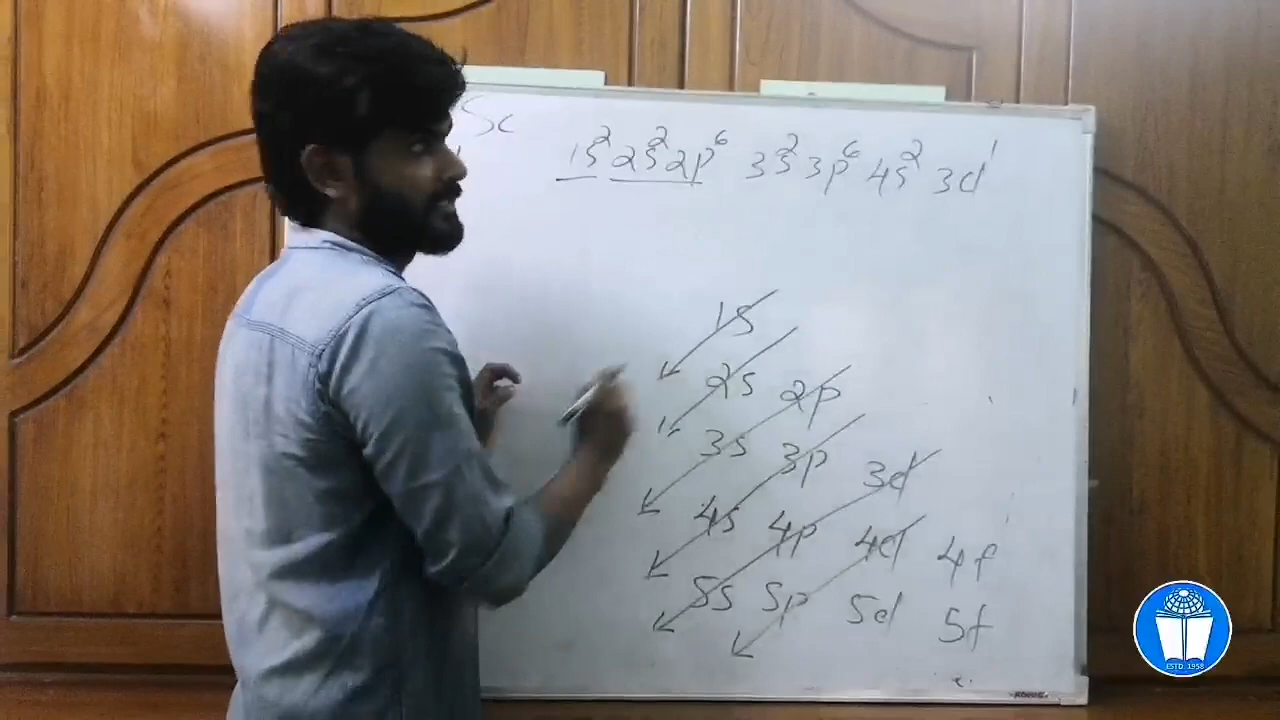 Sc 1s² 2s² 2p⁶ 3s² 3p⁶ 4s² 3d¹
1s
2s 2p
3s 3p 3d
4s 4p 4d 4f
5s 5p 5d 5f
ESTD 1958